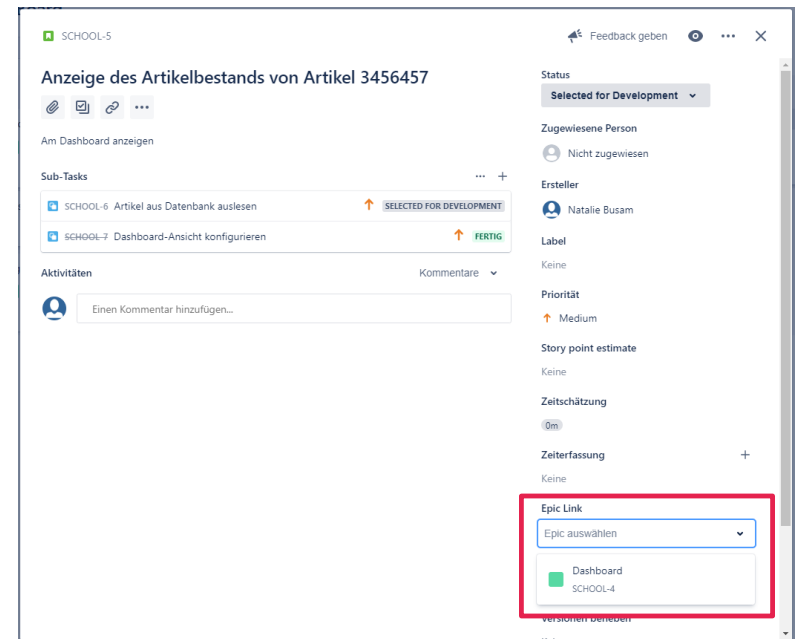 SCHOOL-5
Feedback geben
Anzeige des Artikelbestands von Artikel 3456457
Am Dashboard anzeigen
Sub-Tasks
SCHOOL-6 Artikel aus Datenbank auslesen SELECTED FOR DEVELOPMENT
SCHOOL-7 Dashboard-Ansicht konfigurieren FERTIG
Aktivitäten Kommentare
Einen Kommentar hinzufügen...
Status
Selected for Development
Zugewiesene Person
Nicht zugewiesen
Ersteller
Natalie Busam
Label
Keine
Priorität
Medium
Story point estimate
Keine
Zeitschätzung
0m
Zeiterfassung
Keine
Epic Link
Epic auswählen
Dashboard
SCHOOL-4
Versionen beheben